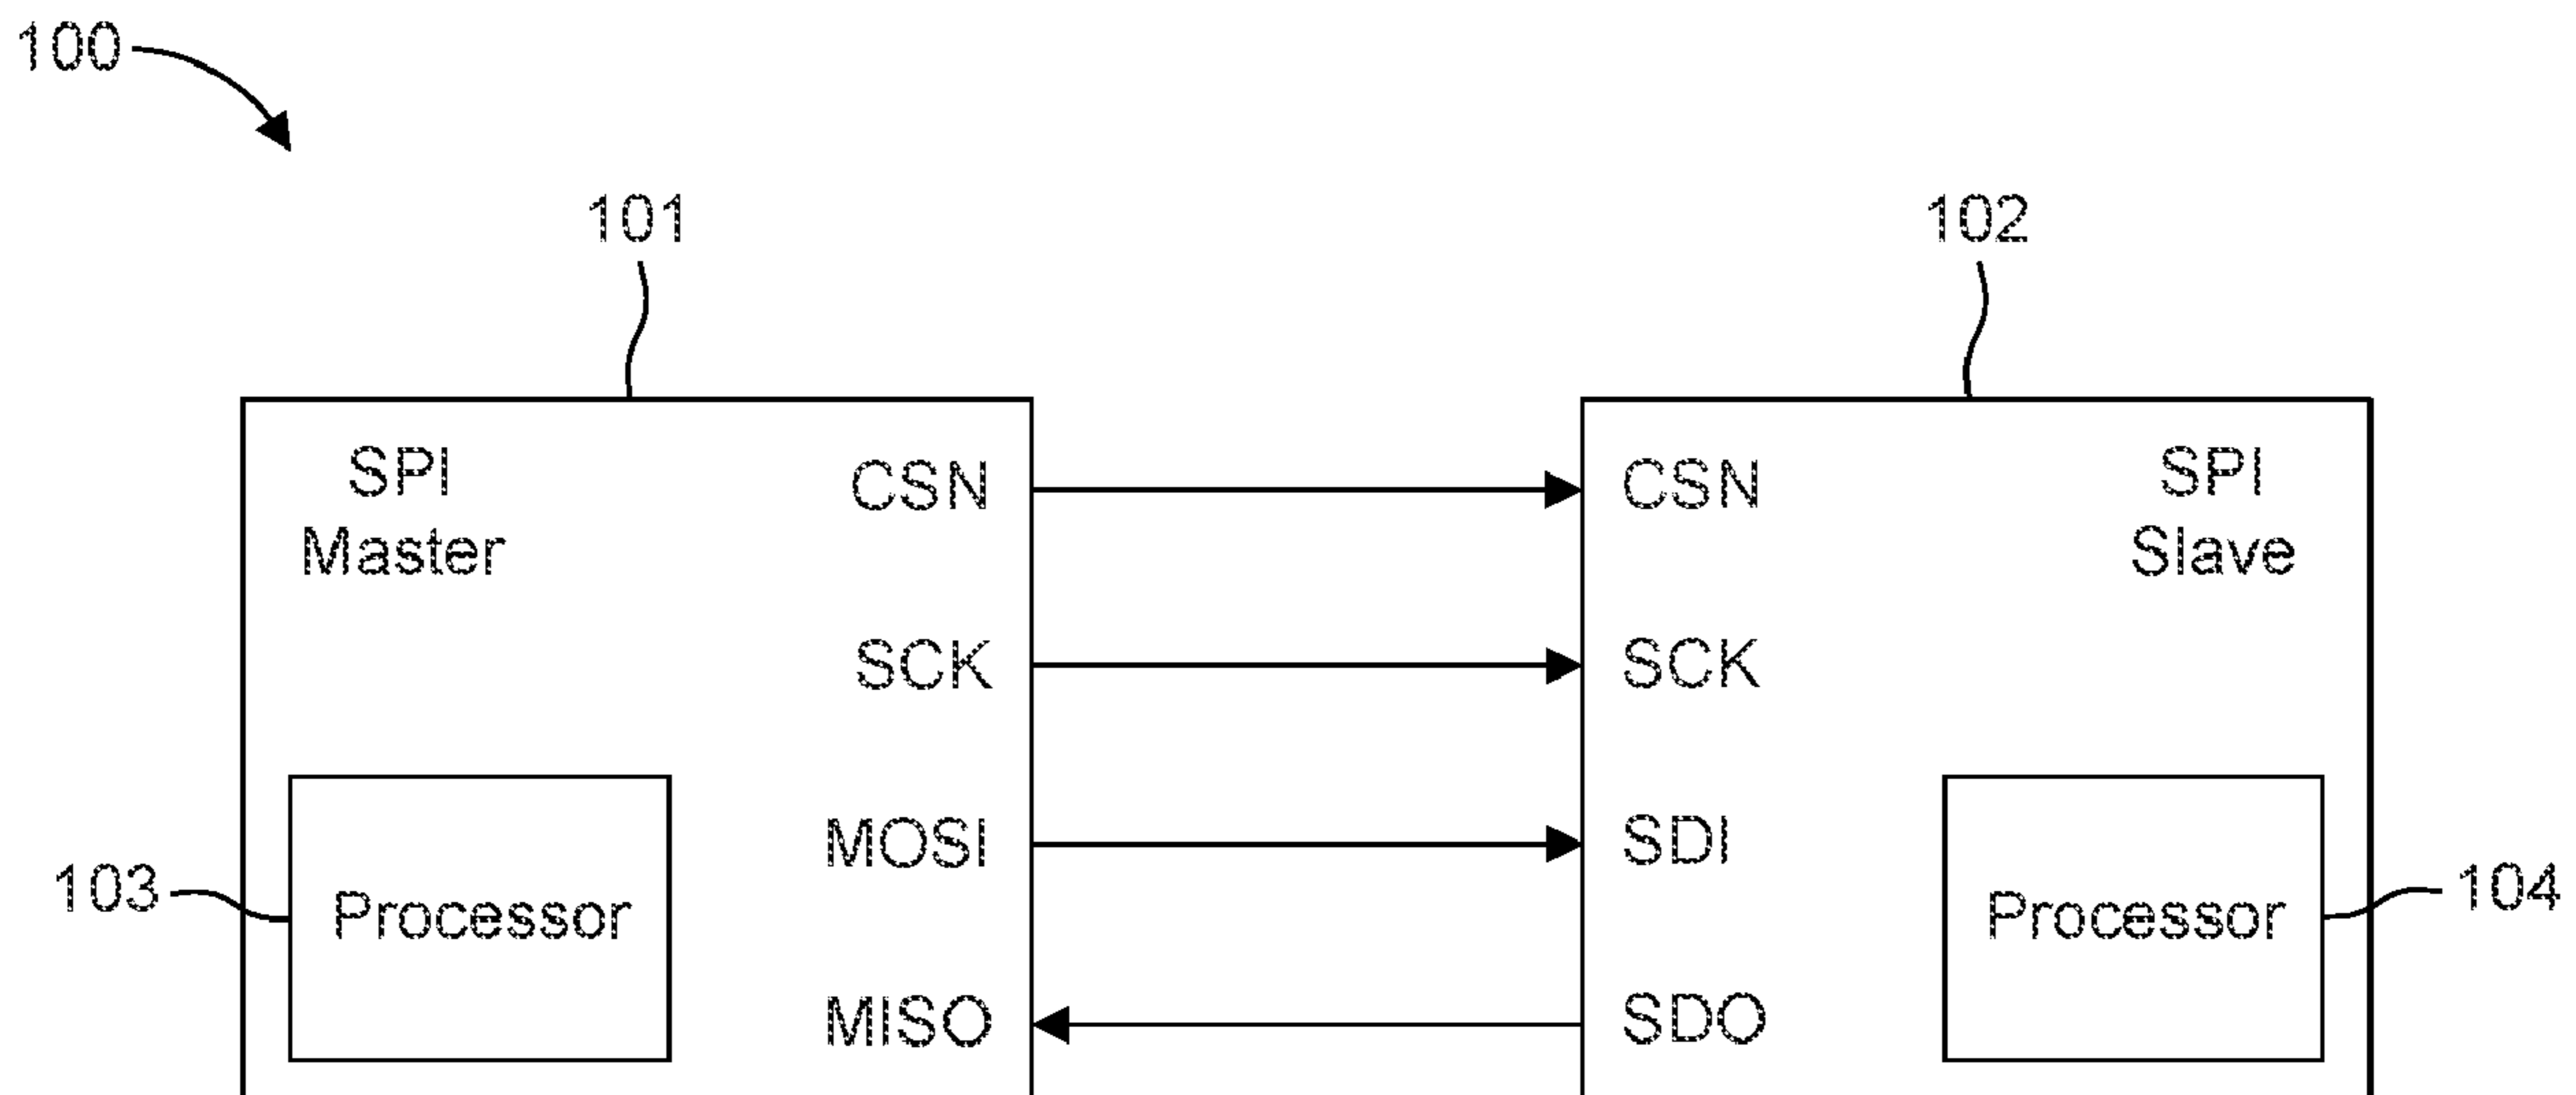 100
101
102
SPI
Master
CSN
CSN
SPI
Slave
SCK
SCK
MOSI
SDI
103
Processor
Processor
104
MISO
SDO